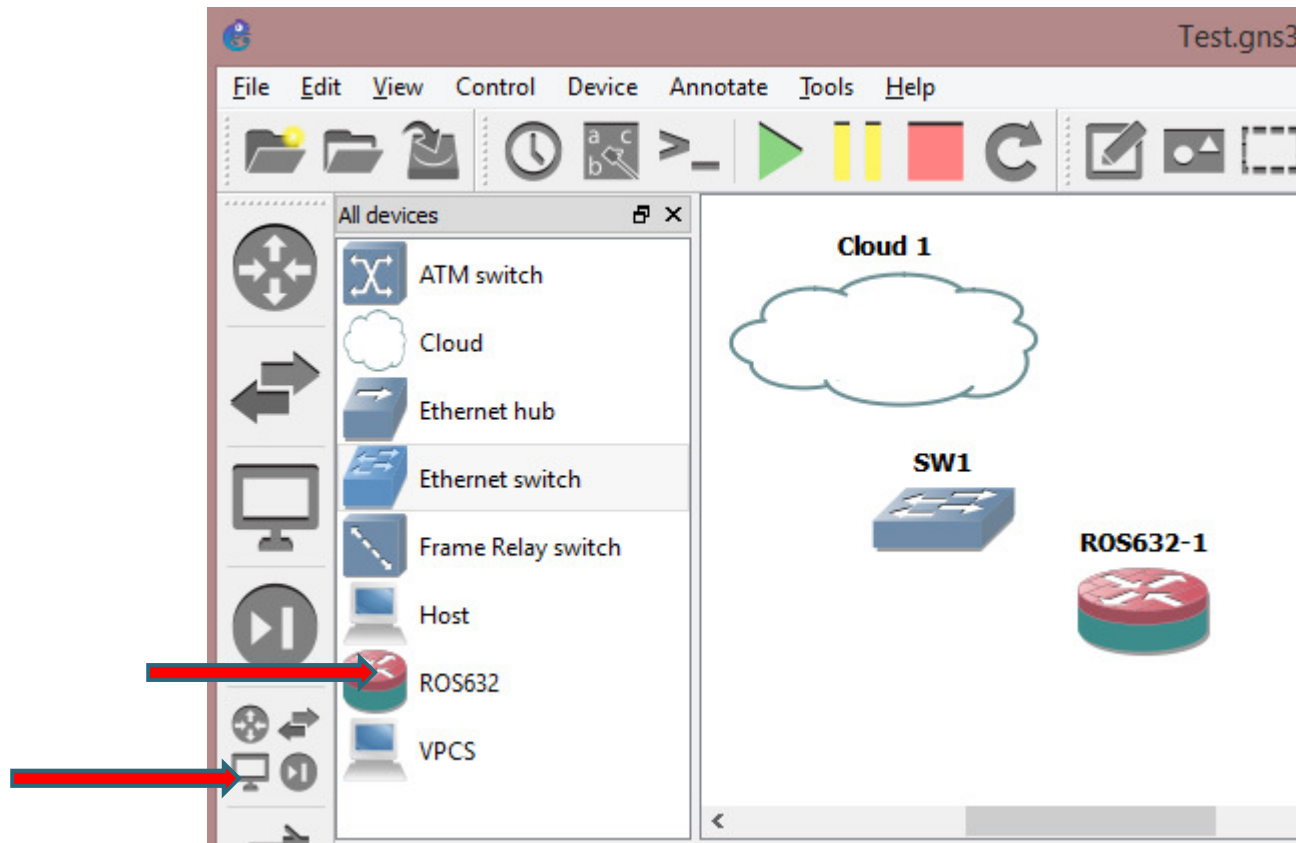 Test.gns3
File Edit View Control Device Annotate Tools Help
a c
b
All devices
ATM switch
Cloud
Ethernet hub
Ethernet switch
Frame Relay switch
Host
ROS632
VPCS
Cloud 1
SW1
ROS632-1